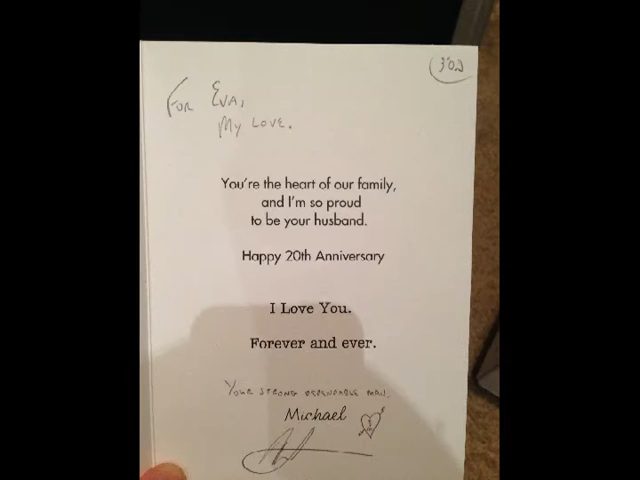 For Eva,
My Love.
You're the heart of our family,
and I'm so proud
to be your husband.
Happy 20th Anniversary
I Love You.
Forever and ever.
Your strong dependable man,
Michael